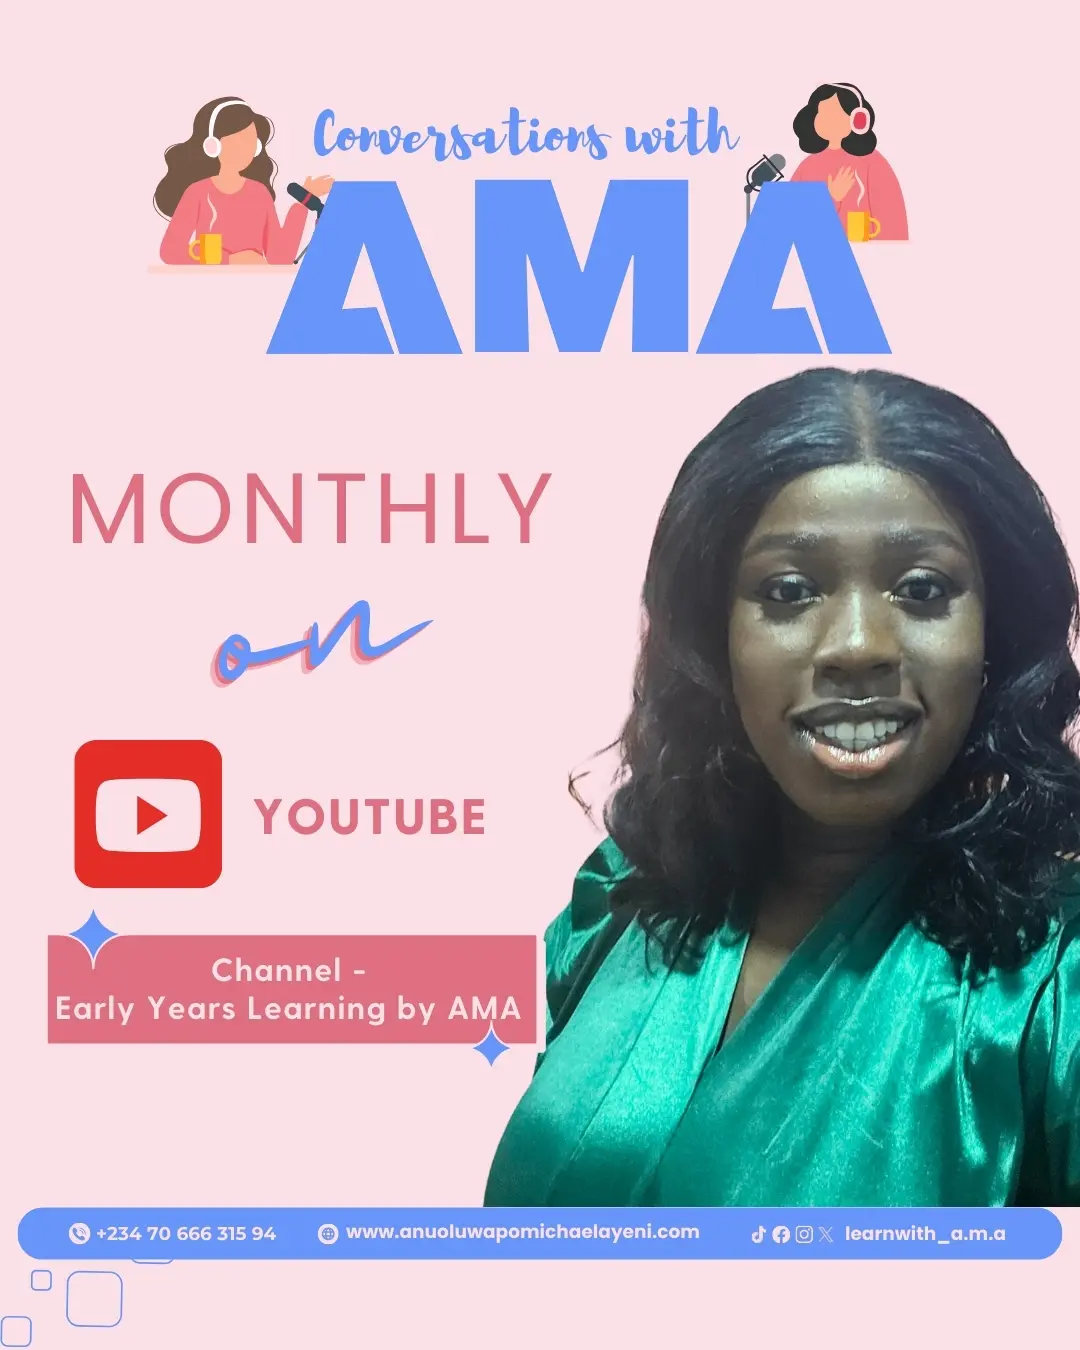 Conversations with
AMA
MONTHLY
on
YOUTUBE
Channel -
Early Years Learning by AMA
+234 70 666 315 94 www.anuoluwapomichaelayeni.com learnwith_a.m.a